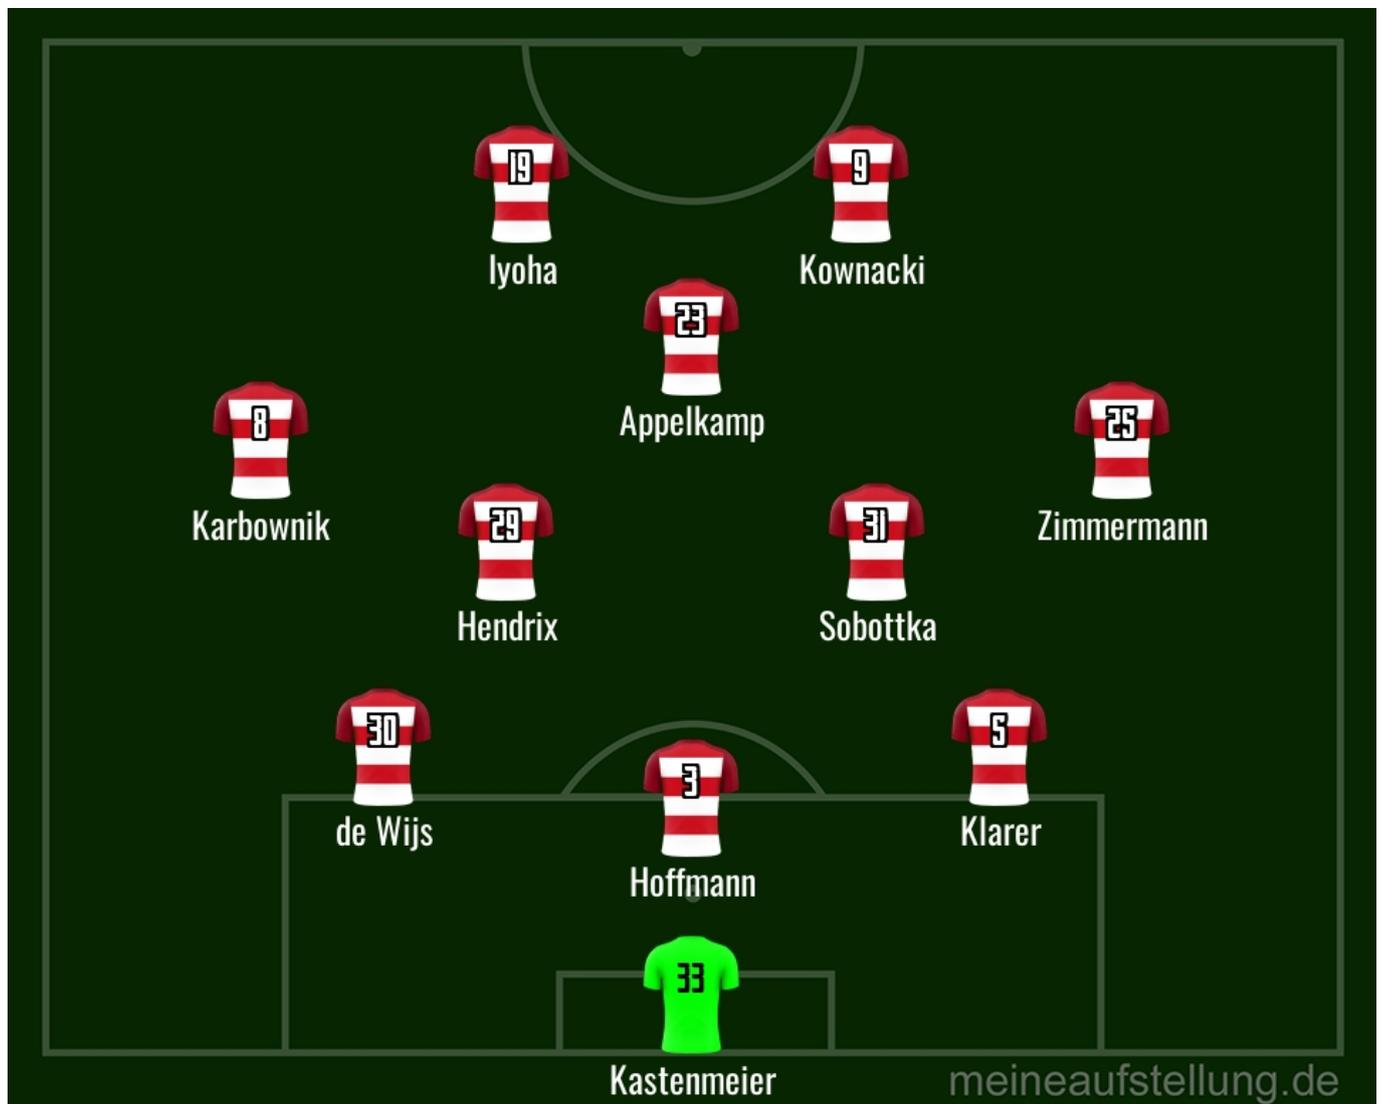 19
9
Iyoha
Kownacki
23
Appelkamp
8
25
Karbownik
Zimmermann
29
31
Hendrix
Sobottka
30
5
de Wijs
Klarer
3
Hoffmann
33
Kastenmeier
meineaufstellung.de